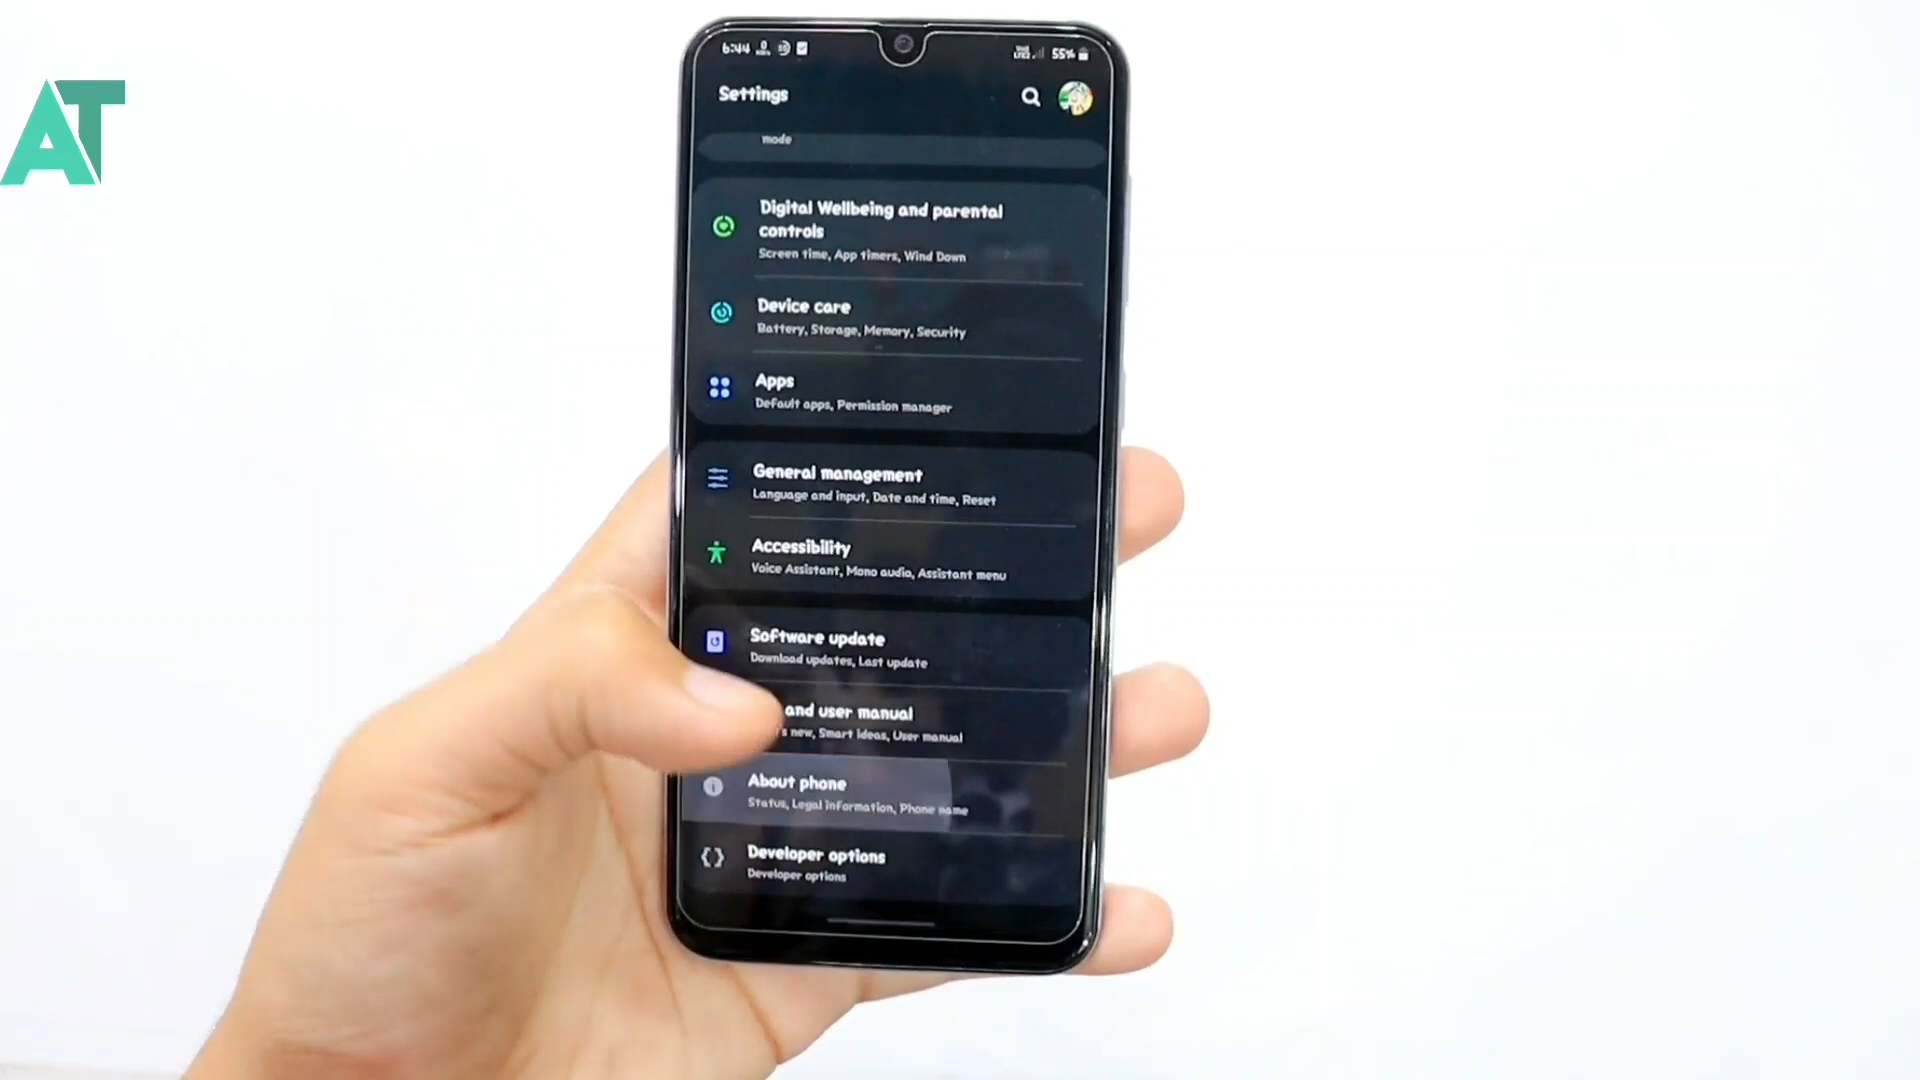 AT
6:44
55%
Settings
mode
Digital Wellbeing and parental
controls
Screen time, App timers, Wind Down
Device care
Battery, Storage, Memory, Security
Apps
Default apps, Permission manager
General management
Language and input, Date and time, Reset
Accessibility
Voice Assistant, Mono audio, Assistant menu
Software update
Download updates, Last update
and user manual
's new, Smart ideas, User manual
About phone
Status, Legal information, Phone name
Developer options
Developer options